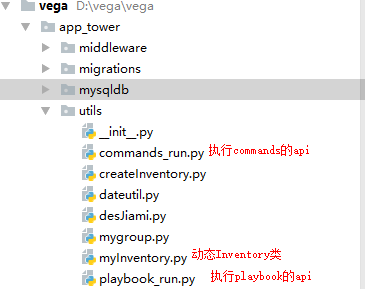 vega D:\vega\vega
app_tower
middleware
migrations
mysqldb
utils
__init__.py
commands_run.py 执行commands的api
createInventory.py
dateutil.py
desJiami.py
mygroup.py
myInventory.py 动态Inventory类
playbook_run.py 执行playbook的api